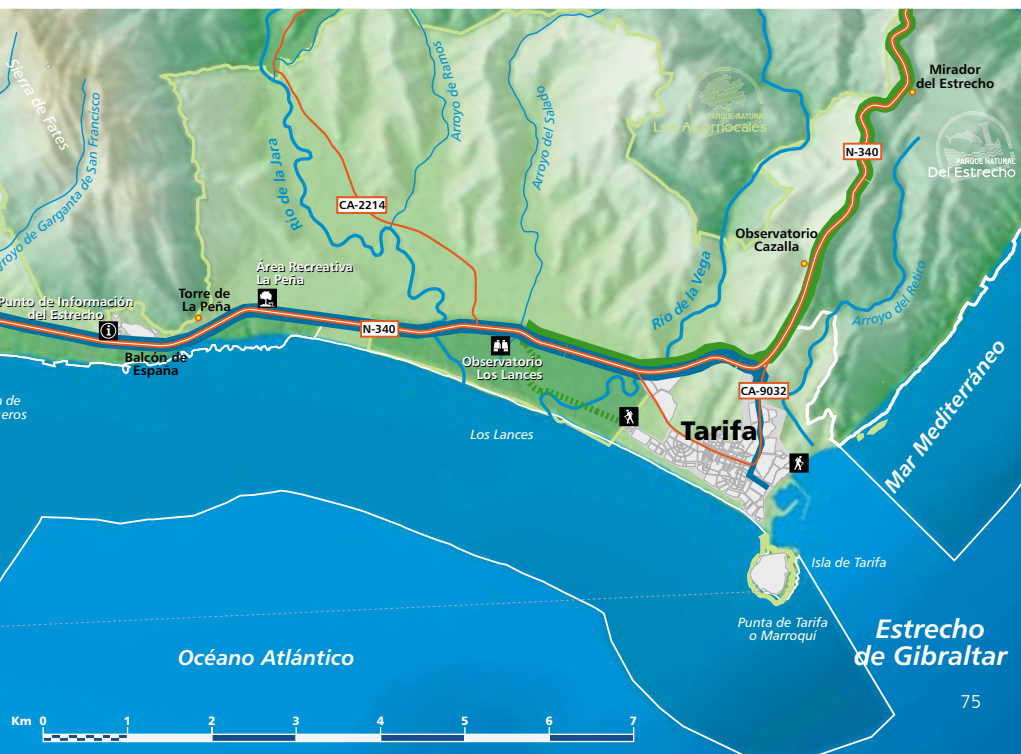 Sierra de Fates
Arroyo de Garganta de San Francisco
Río de la Jara
Arroyo de Ramos
Arroyo del Salado
PARQUE NATURAL
Los Alcornocales
Mirador
del Estrecho
N-340
PARQUE NATURAL
Del Estrecho
CA-2214
Observatorio
Cazalla
Río de la Vega
Arroyo del Retiro
Área Recreativa
La Peña
Punto de Información
del Estrecho
Torre de
La Peña
N-340
Balcón de
España
Observatorio
Los Lances
CA-9032
a de
eros
Los Lances
Tarifa
Mar Mediterráneo
Isla de Tarifa
Punta de Tarifa
o Marroquí
Estrecho
de Gibraltar
Océano Atlántico
75
Km 0 1 2 3 4 5 6 7